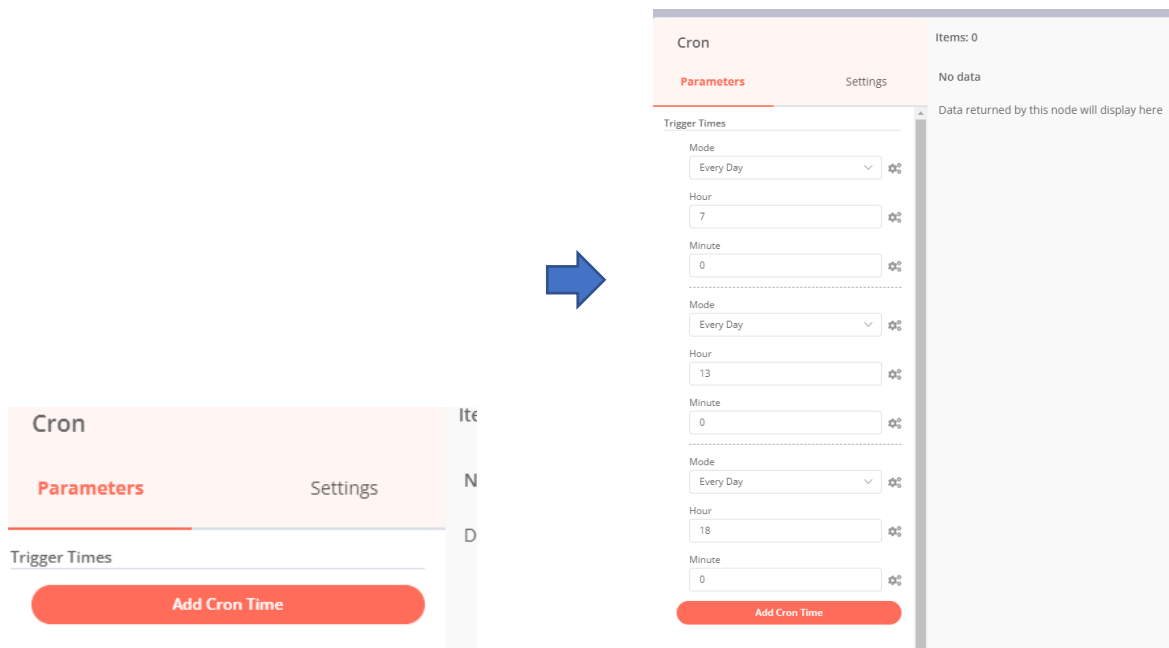 Cron
Parameters Settings
Trigger Times
Add Cron Time
Cron
Parameters Settings
Trigger Times
Mode
Every Day
Hour
7
Minute
0
Mode
Every Day
Hour
13
Minute
0
Mode
Every Day
Hour
18
Minute
0
Add Cron Time
Items: 0
No data
Data returned by this node will display here